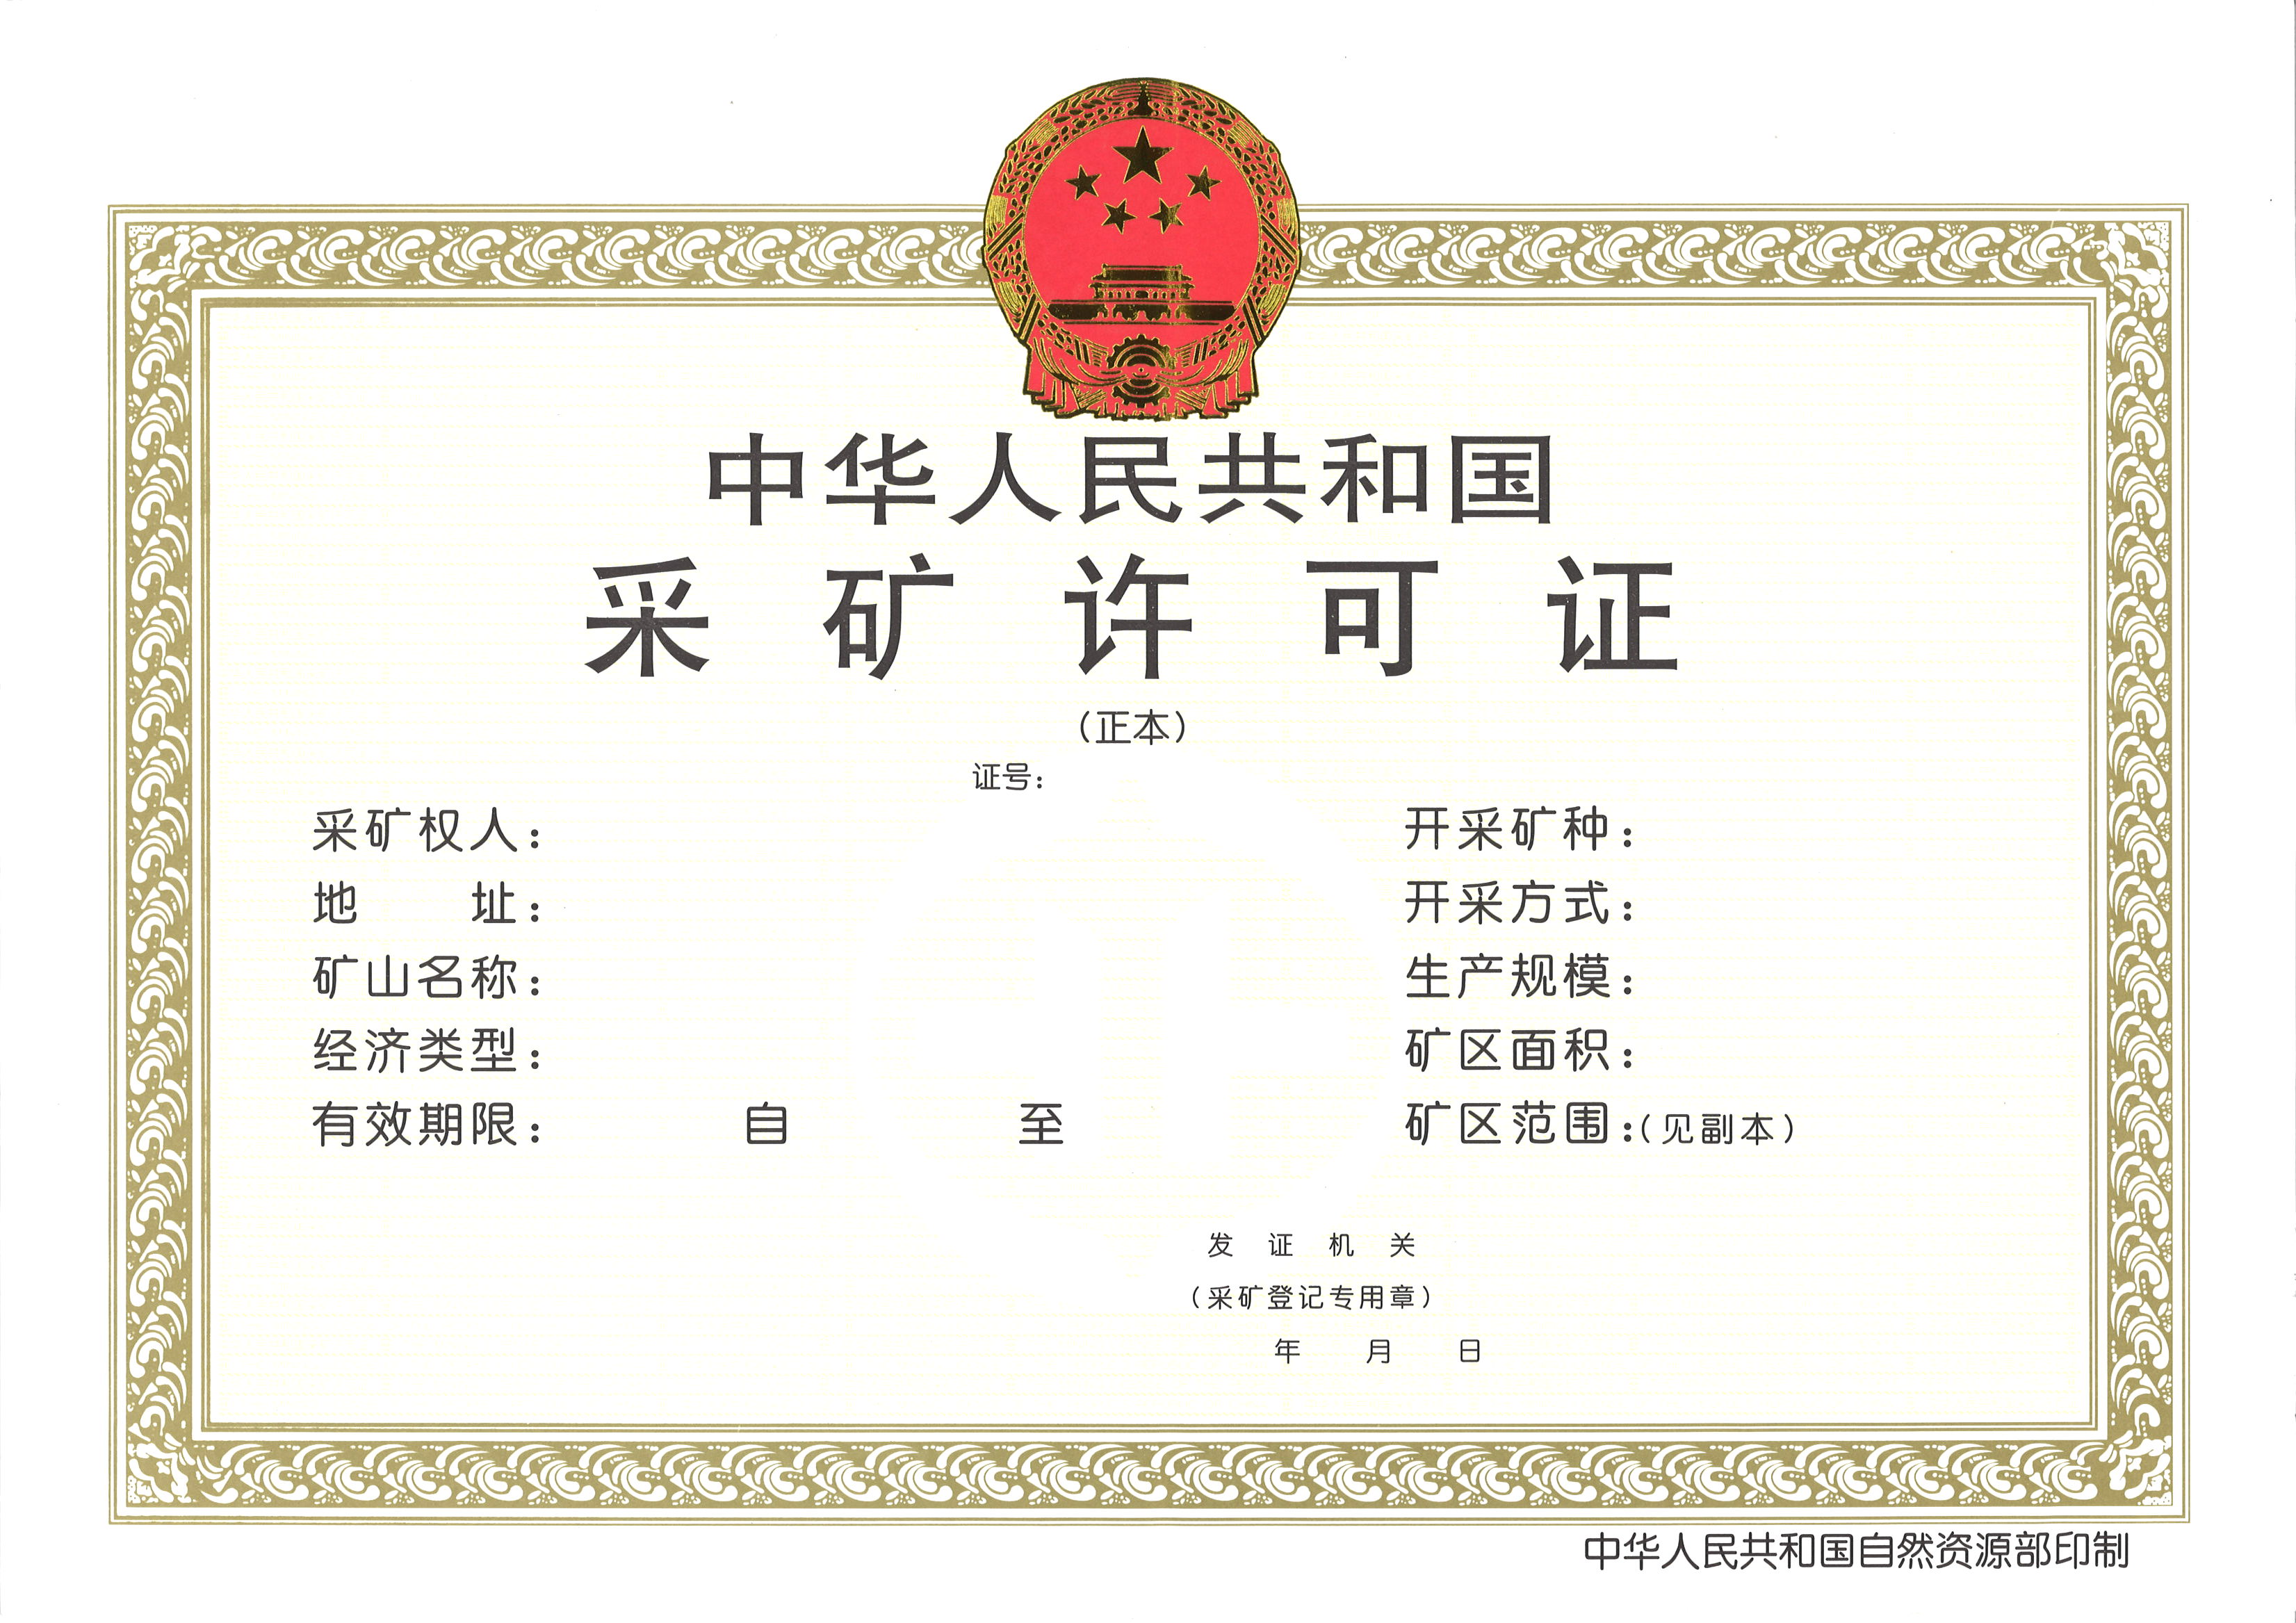 中华人民共和国
采矿许可证
（正本）
证号：
采矿权人：
地址：
矿山名称：
经济类型：
有效期限： 自 至
开采矿种：
开采方式：
生产规模：
矿区面积：
矿区范围：（见副本）
发证机关
（采矿登记专用章）
年 月 日
中华人民共和国自然资源部印制